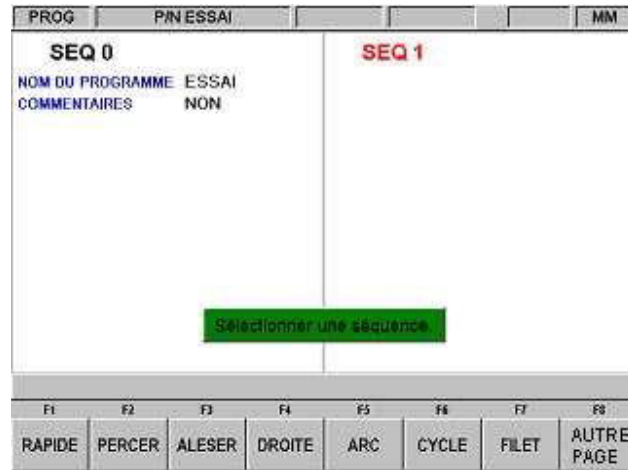 PROG P/N ESSAI MM
SEQ 0 SEQ 1
NOM DU PROGRAMME ESSAI
COMMENTAIRES NON
Sélectionner une séquence.
F1 F2 F3 F4 F5 F6 F7 F8
RAPIDE PERCER ALESER DROITE ARC CYCLE FILET AUTRE PAGE